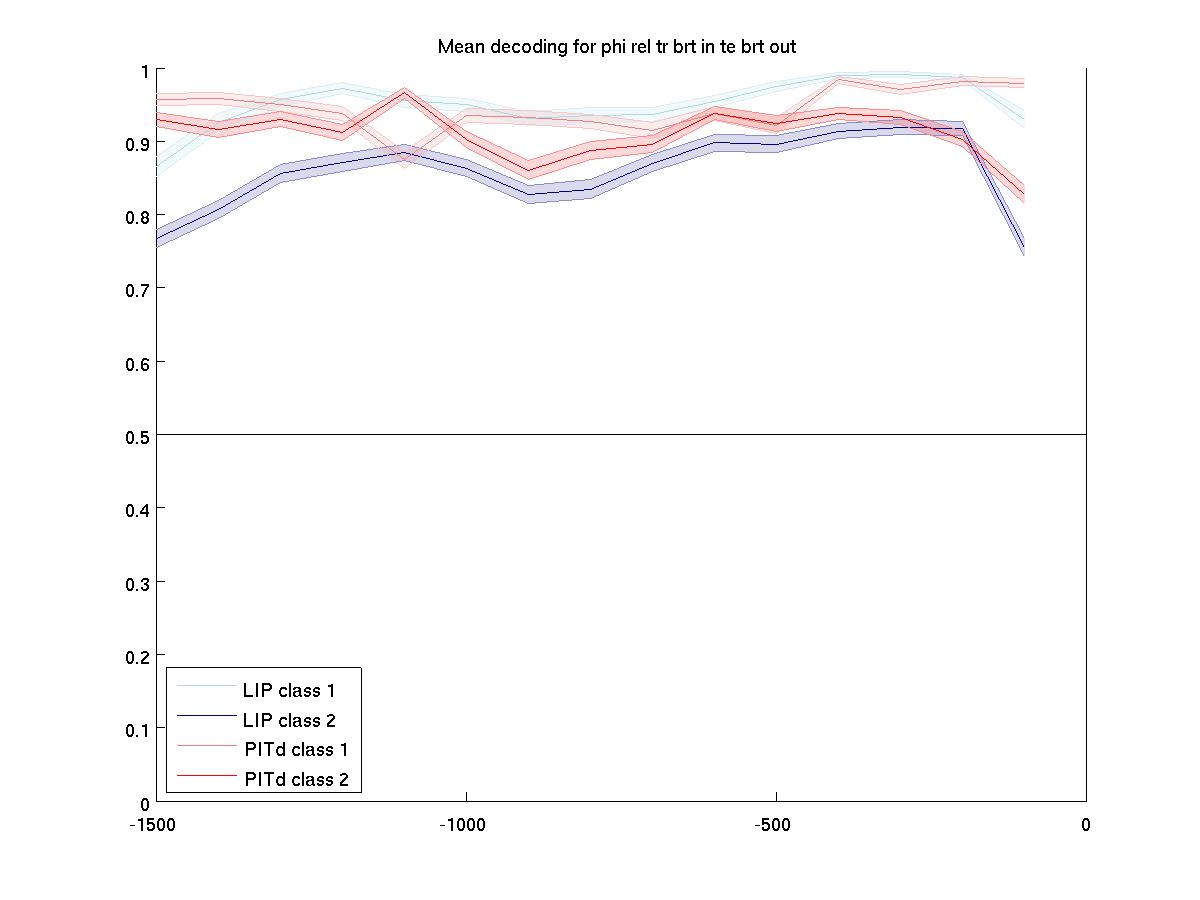 Mean decoding for phi rel tr brt in te brt out
1
0.9
0.8
0.7
0.6
0.5
0.4
0.3
0.2
0.1
0
LIP class 1
LIP class 2
PITd class 1
PITd class 2
-1500 -1000 -500 0